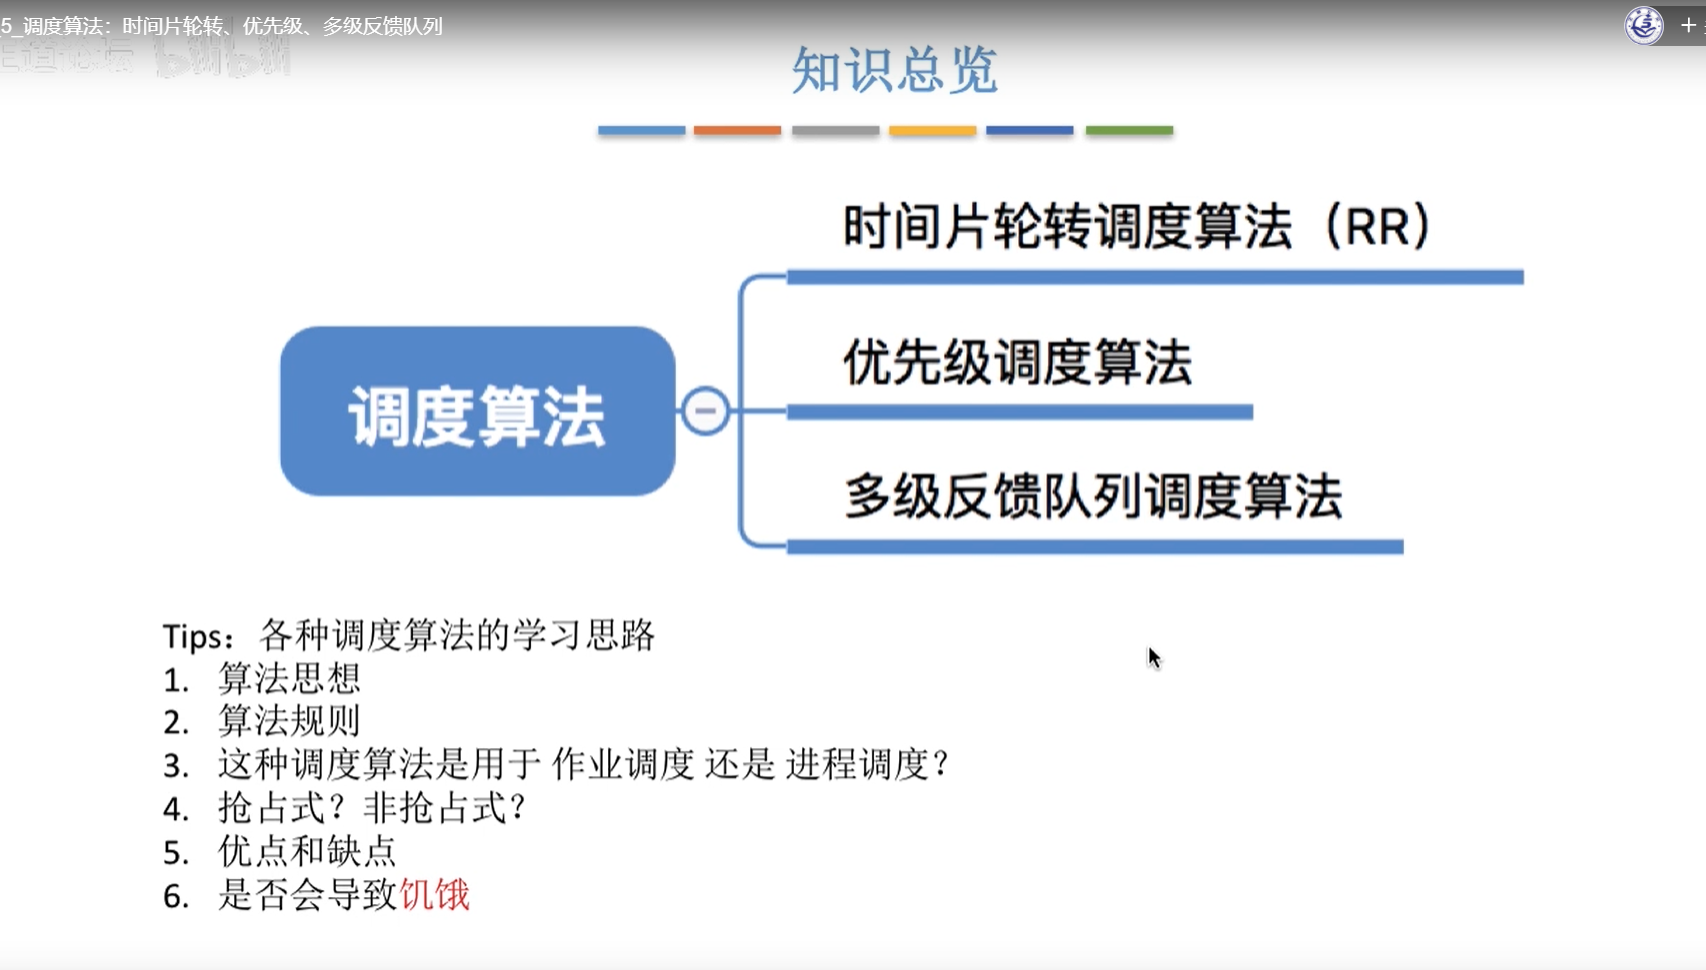 5_调度算法：时间片轮转、优先级、多级反馈队列
王道论坛 bilibili
知识总览
时间片轮转调度算法（RR）
优先级调度算法
调度算法
多级反馈队列调度算法
Tips：各种调度算法的学习思路
1. 算法思想
2. 算法规则
3. 这种调度算法是用于 作业调度 还是 进程调度？
4. 抢占式？非抢占式？
5. 优点和缺点
6. 是否会导致饥饿